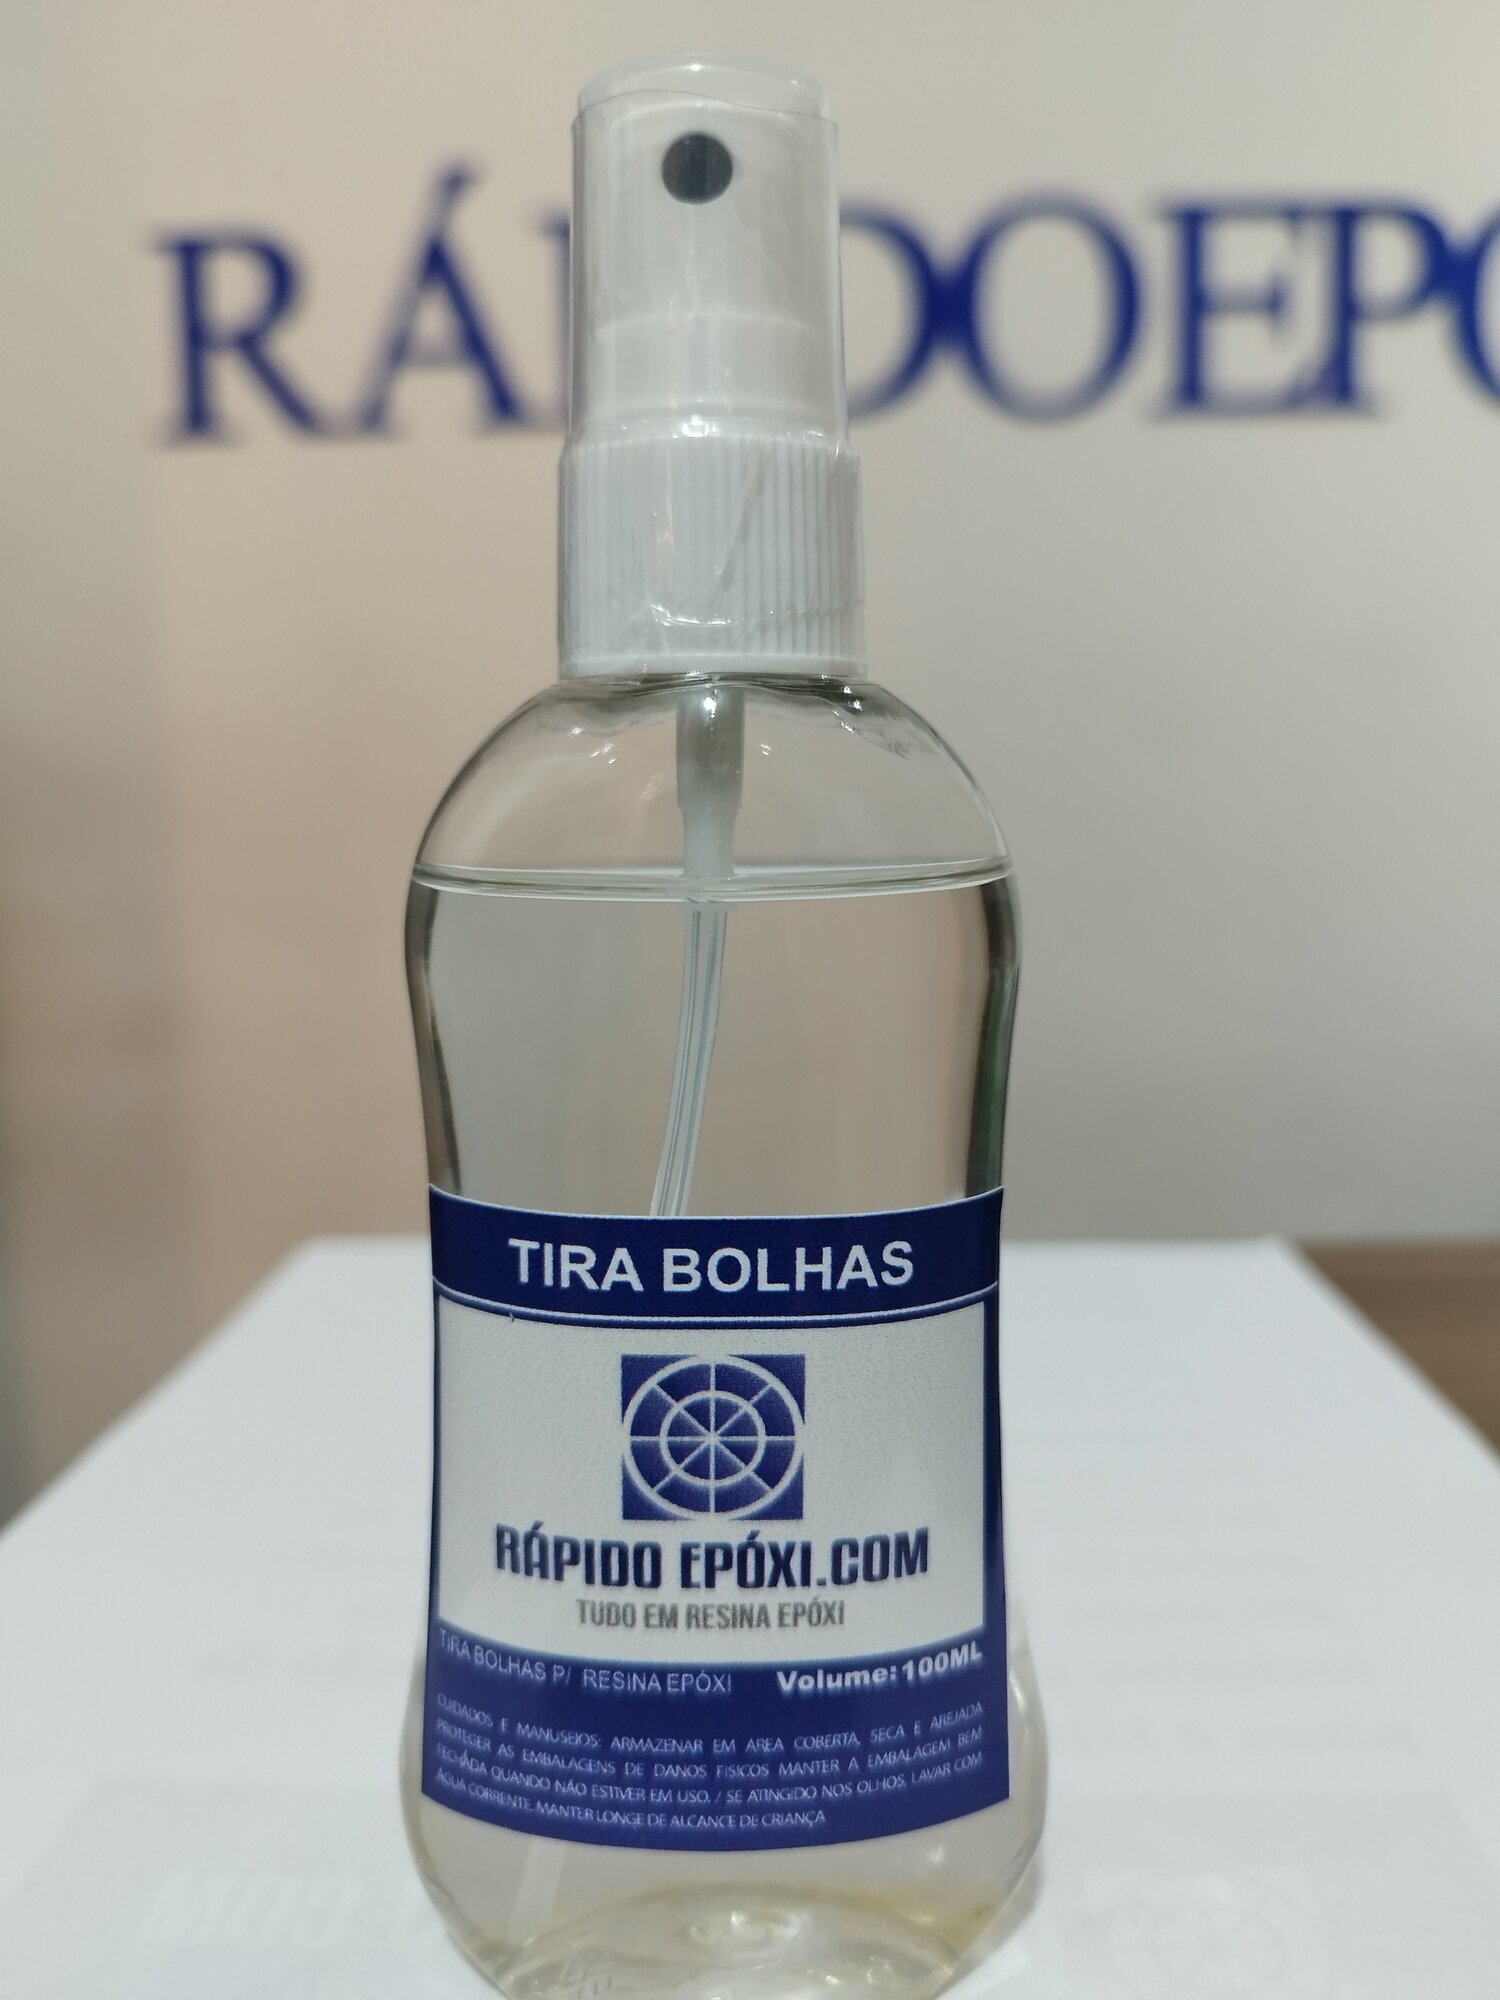 RÁ DOEPO
TIRA BOLHAS
RÁPIDO EPÓXI.COM
TUDO EM RESINA EPÓXI
TIRA BOLHAS P/ RESINA EPÓXI Volume: 100ML
CUIDADOS E MANUSEIOS: ARMAZENAR EM AREA COBERTA, SECA E AREJADA
PROTEGER AS EMBALAGENS DE DANOS FISICOS MANTER A EMBALAGEM BEM
FECHADA QUANDO NÃO ESTIVER EM USO. / SE ATINGIDO NOS OLHOS, LAVAR COM
ÁGUA CORRENTE. MANTER LONGE DE ALCANCE DE CRIANÇA